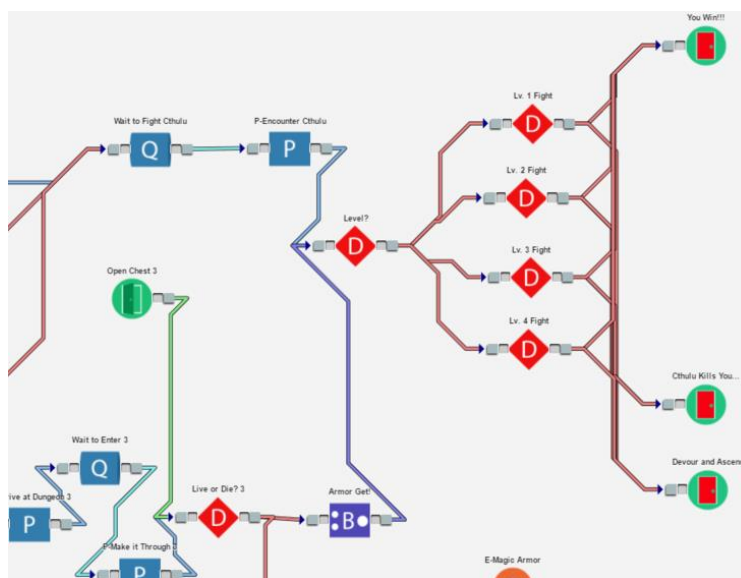 You Win!!!
Lv. 1 Fight
D
Wait to Fight Cthulu
P-Encounter Cthulu
Q
P
Lv. 2 Fight
D
Level?
D
Lv. 3 Fight
D
Open Chest 3
Lv. 4 Fight
D
Cthulu Kills You...
Wait to Enter 3
Q
Devour and Ascen
Live or Die? 3
Armor Get!
ive at Dungeon 3
P
D
B
P-Make it Through 3
P
E-Magic Armor